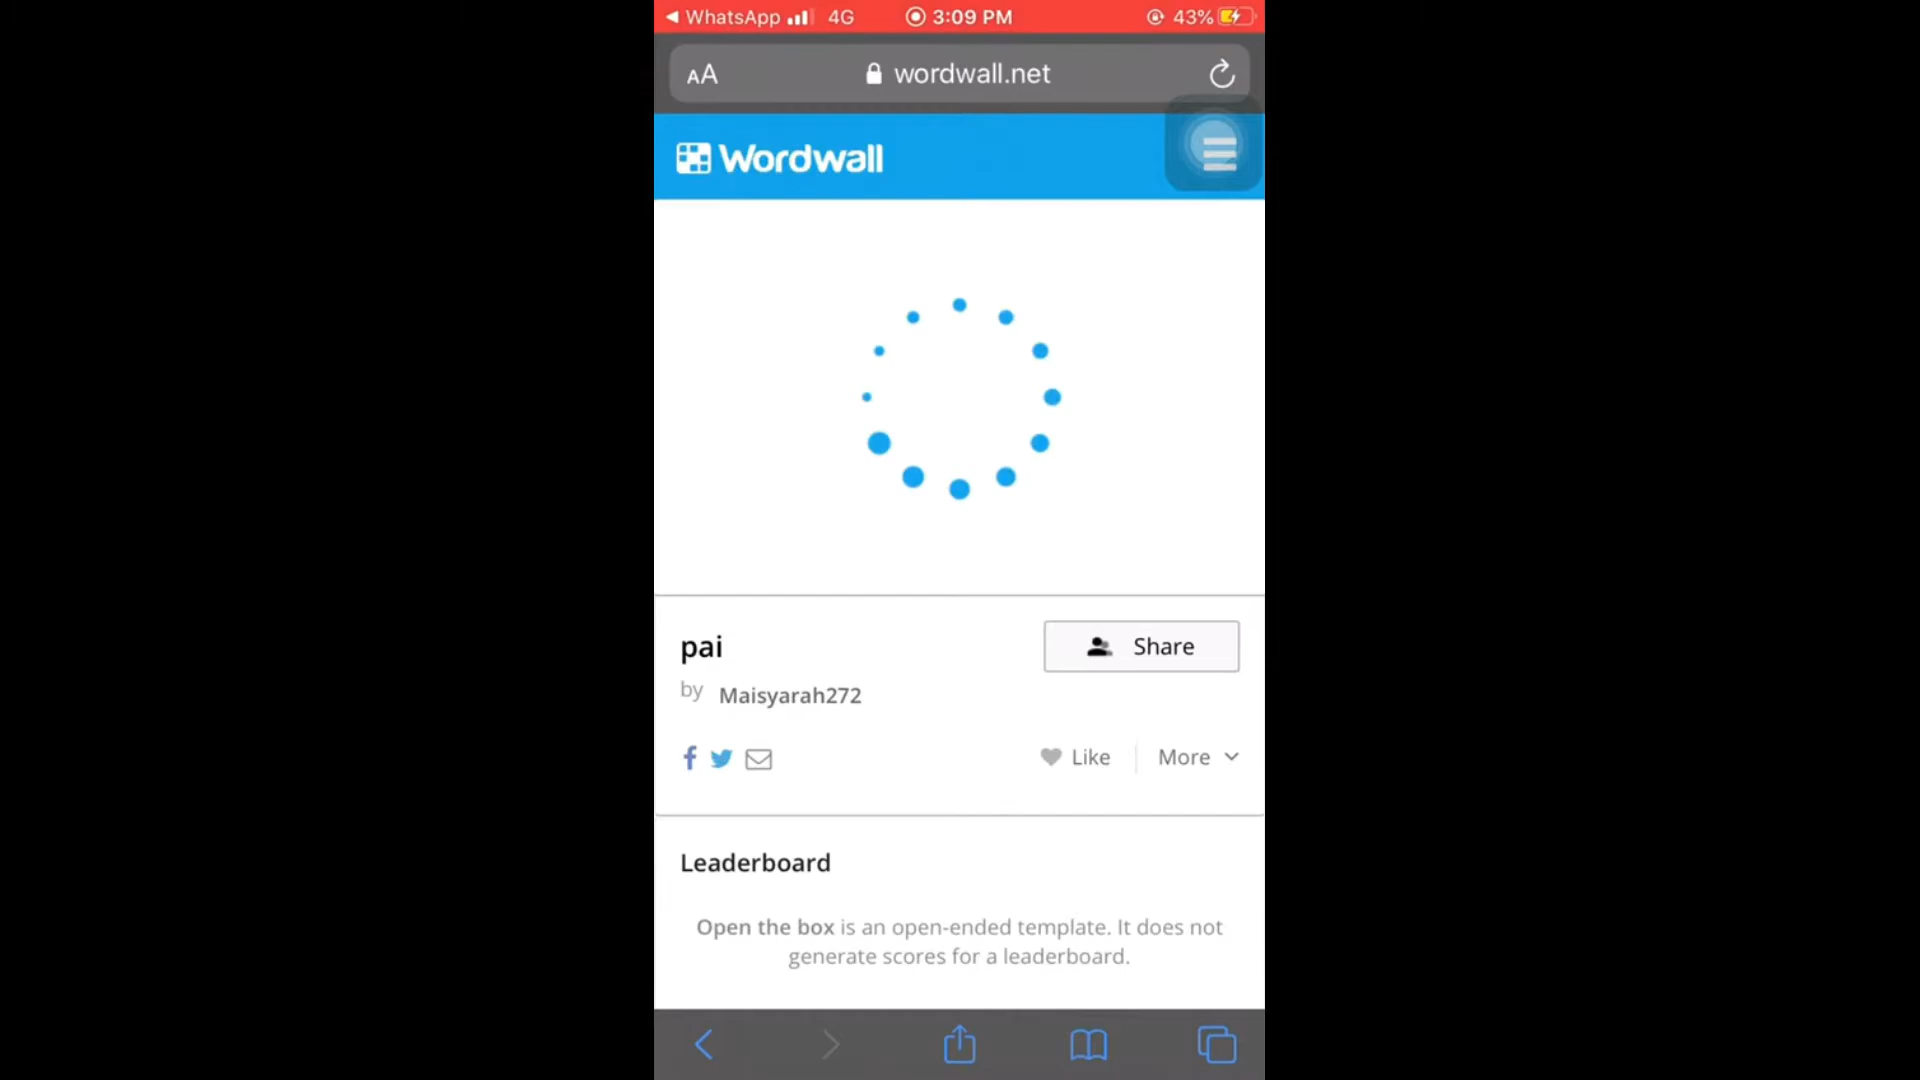 WhatsApp 4G 3:09 PM 43%
AA wordwall.net
Wordwall
pai
Share
by Maisyarah272
Like More
Leaderboard
Open the box is an open-ended template. It does not
generate scores for a leaderboard.